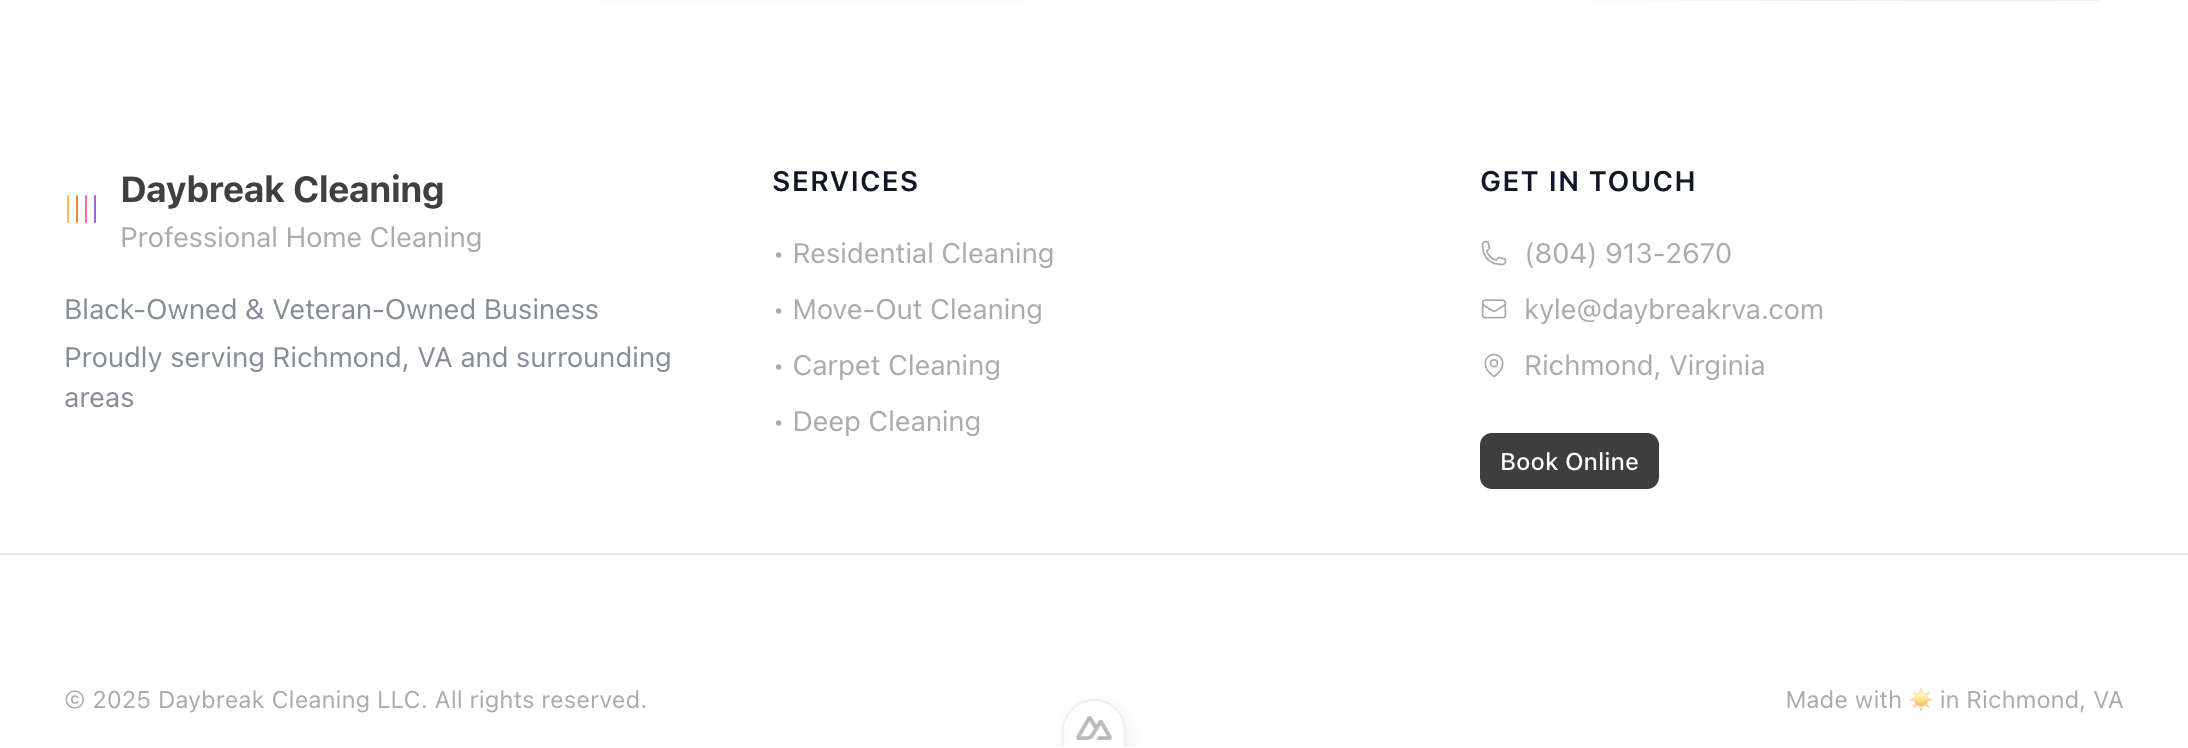 Daybreak Cleaning
Professional Home Cleaning
Black-Owned & Veteran-Owned Business
Proudly serving Richmond, VA and surrounding
areas
SERVICES
• Residential Cleaning
• Move-Out Cleaning
• Carpet Cleaning
• Deep Cleaning
GET IN TOUCH
(804) 913-2670
kyle@daybreakrva.com
Richmond, Virginia
Book Online
© 2025 Daybreak Cleaning LLC. All rights reserved.
Made with ☀️ in Richmond, VA